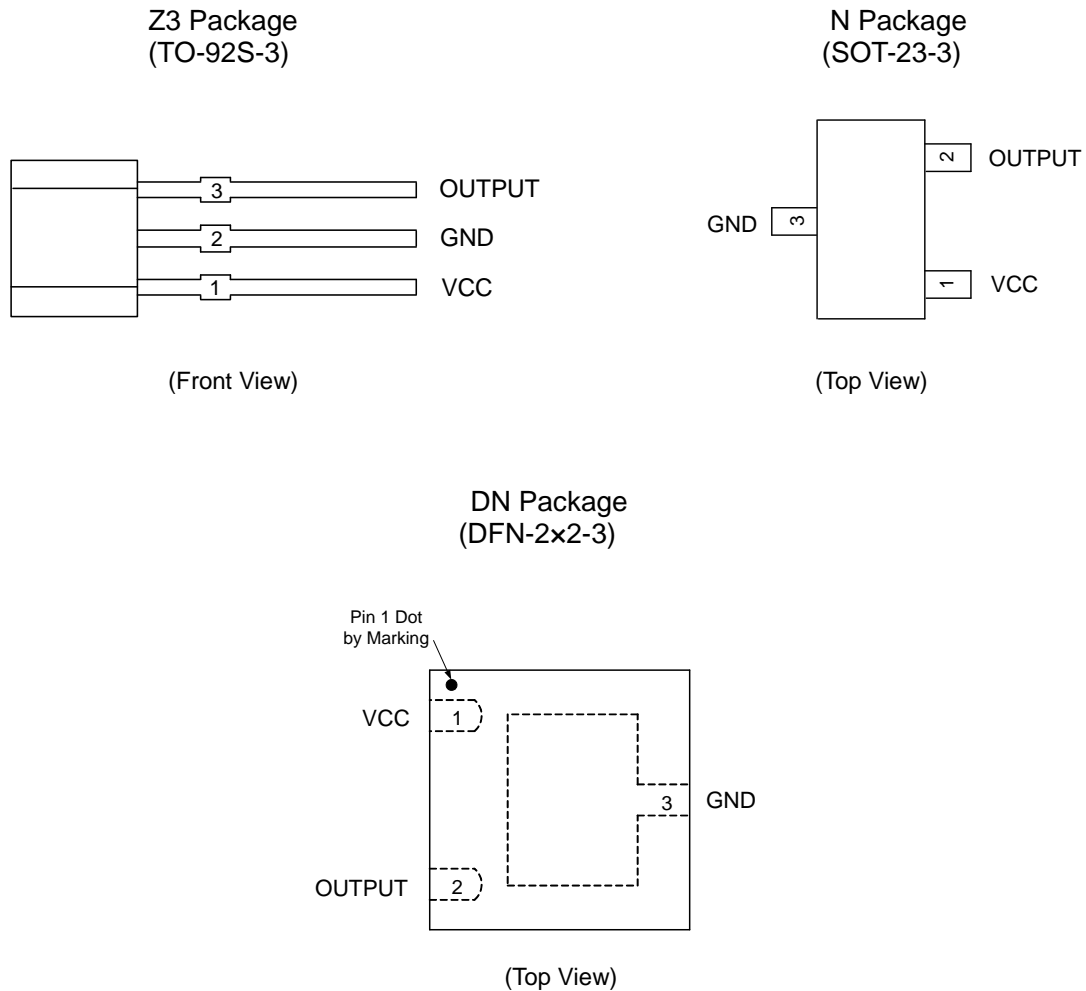 Z3 Package
(TO-92S-3)
3
OUTPUT
2
GND
1
VCC
(Front View)
N Package
(SOT-23-3)
2
OUTPUT
GND
3
1
VCC
(Top View)
DN Package
(DFN-2×2-3)
Pin 1 Dot
by Marking
VCC
1
3
GND
OUTPUT
2
(Top View)